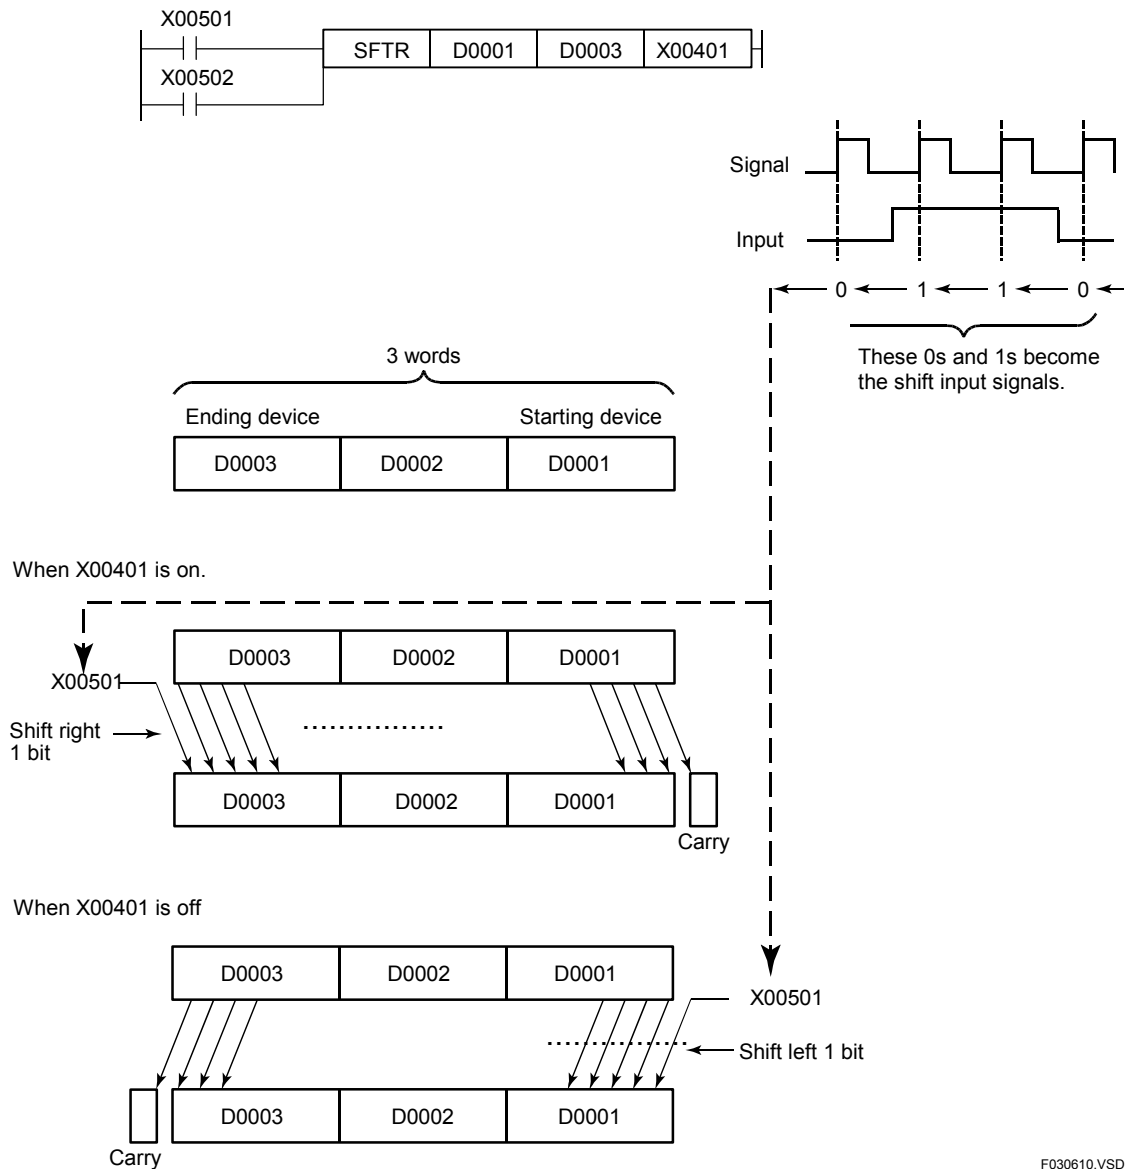 X00501
SFTR D0001 D0003 X00401
X00502
Signal
Input
0 1 1 0
These 0s and 1s become
the shift input signals.
3 words
Ending device Starting device
D0003 D0002 D0001
When X00401 is on.
D0003 D0002 D0001
X00501
Shift right
1 bit
D0003 D0002 D0001
Carry
When X00401 is off
D0003 D0002 D0001
X00501
Shift left 1 bit
D0003 D0002 D0001
Carry
F030610.VSD